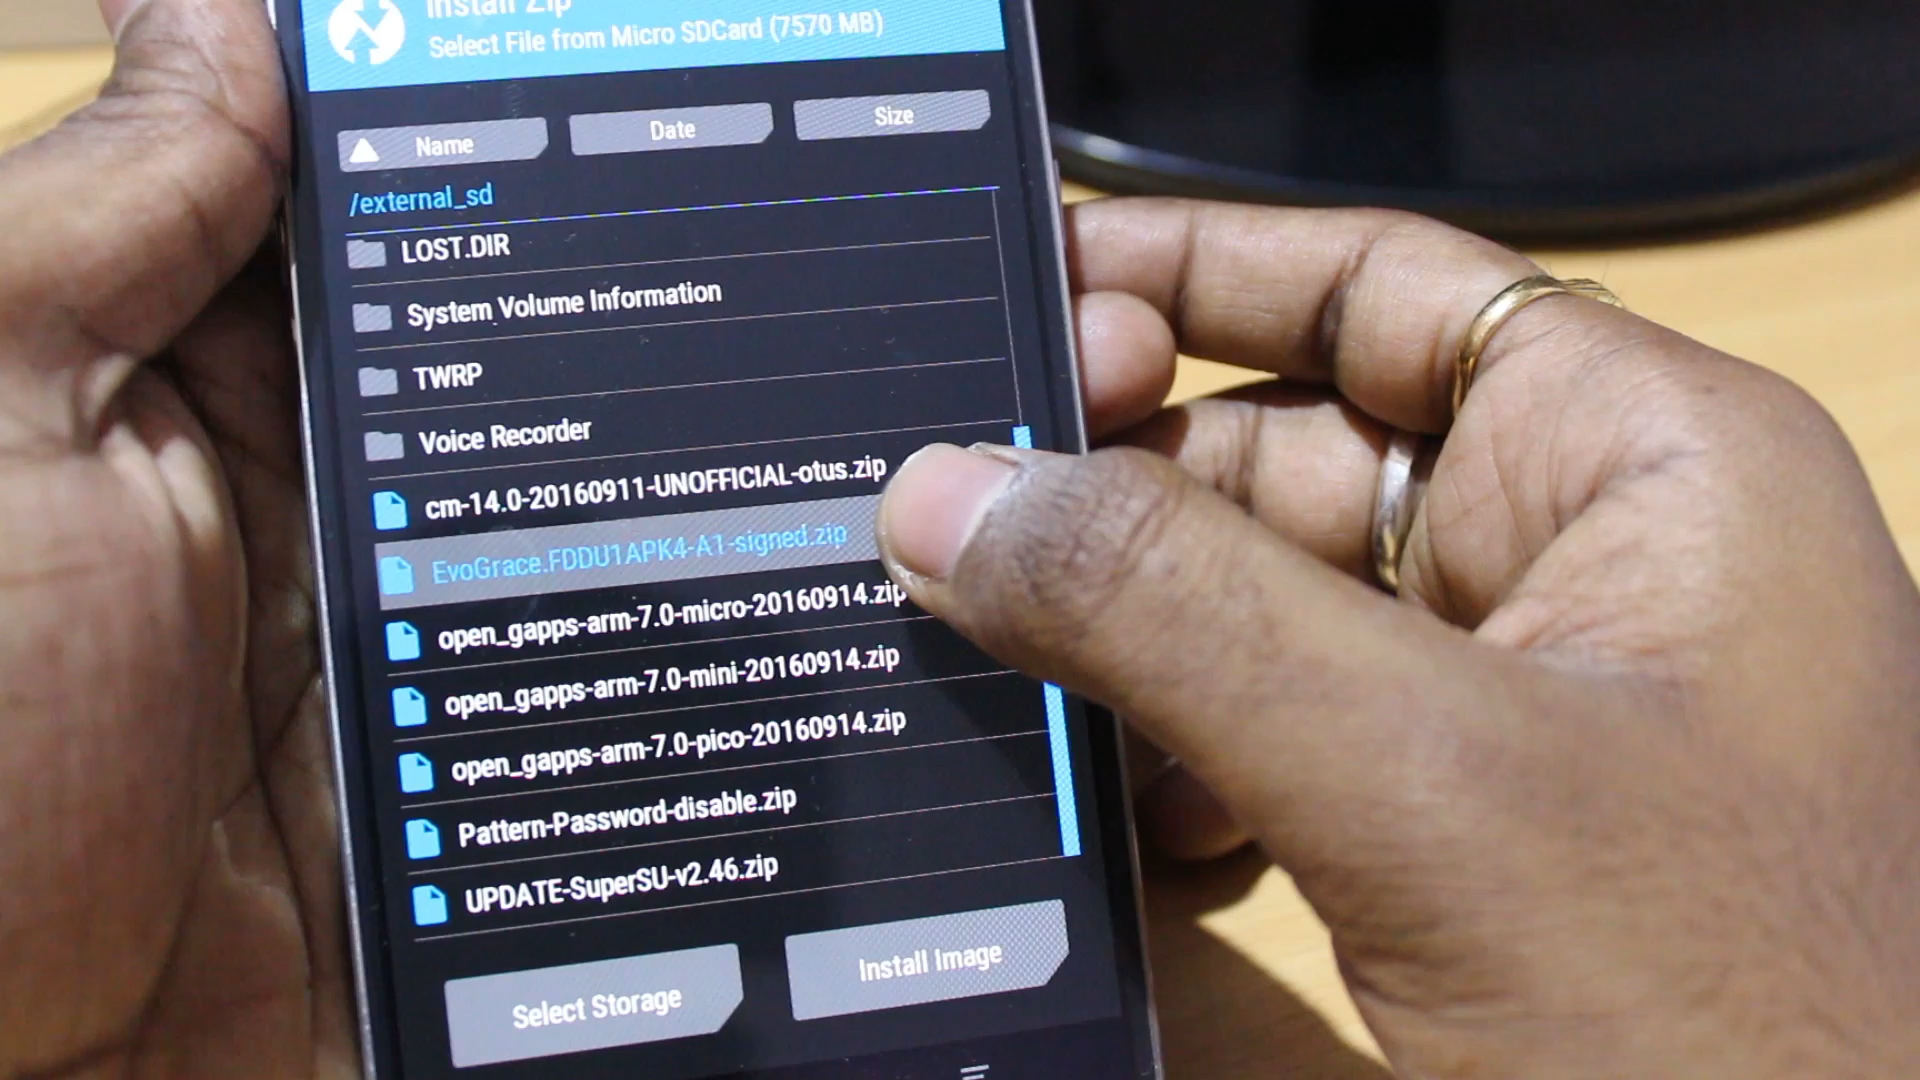 Install Zip
Select File from Micro SDCard (7570 MB)
Name Date Size
/external_sd
LOST.DIR
System Volume Information
TWRP
Voice Recorder
cm-14.0-20160911-UNOFFICIAL-otus.zip
EvoGrace.FDDU1APK4-A1-signed.zip
open_gapps-arm-7.0-micro-20160914.zip
open_gapps-arm-7.0-mini-20160914.zip
open_gapps-arm-7.0-pico-20160914.zip
Pattern-Password-disable.zip
UPDATE-SuperSU-v2.46.zip
Select Storage Install Image